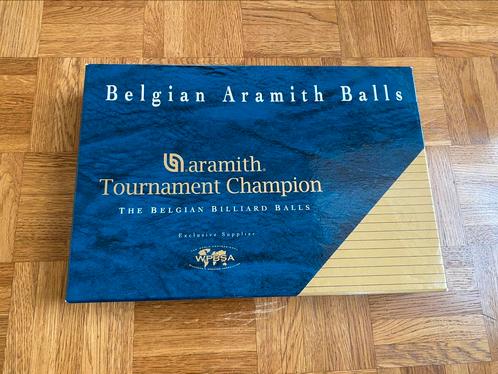 Belgian Aramith Balls
aramith®
Tournament Champion
THE BELGIAN BILLIARD BALLS
Exclusive Supplier
WPBSA